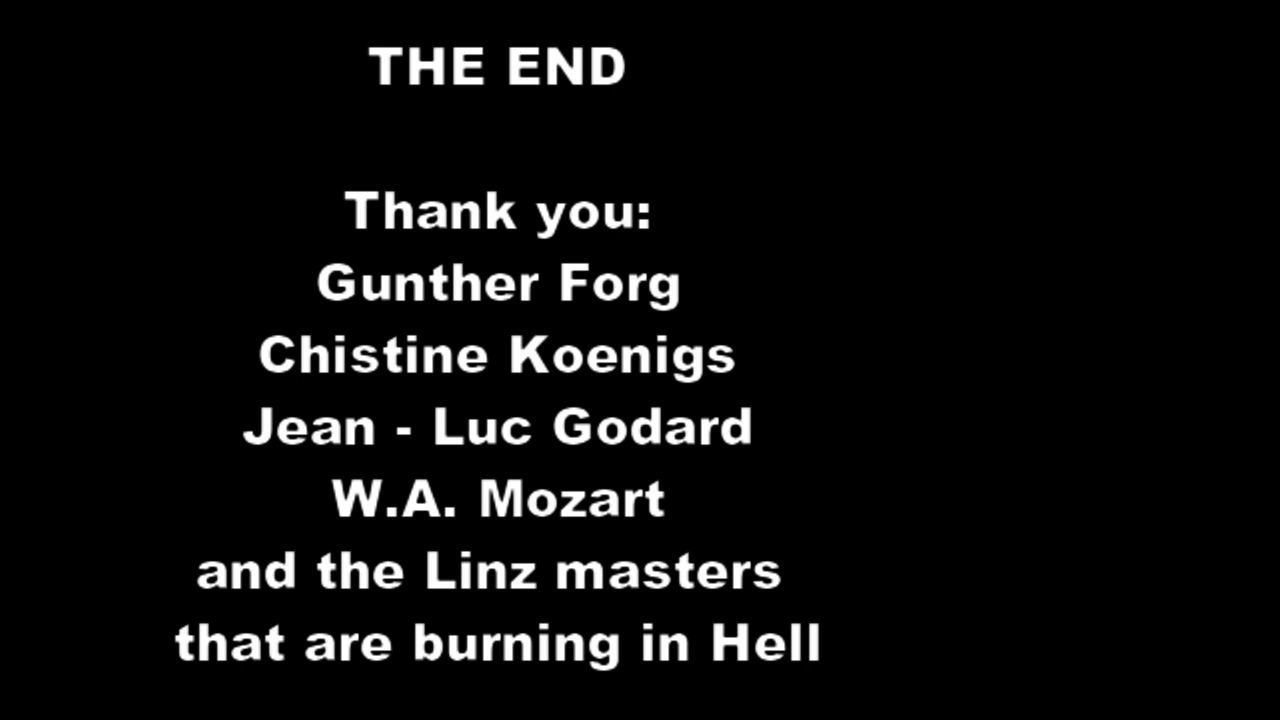 THE END
Thank you:
Gunther Forg
Chistine Koenigs
Jean - Luc Godard
W.A. Mozart
and the Linz masters
that are burning in Hell